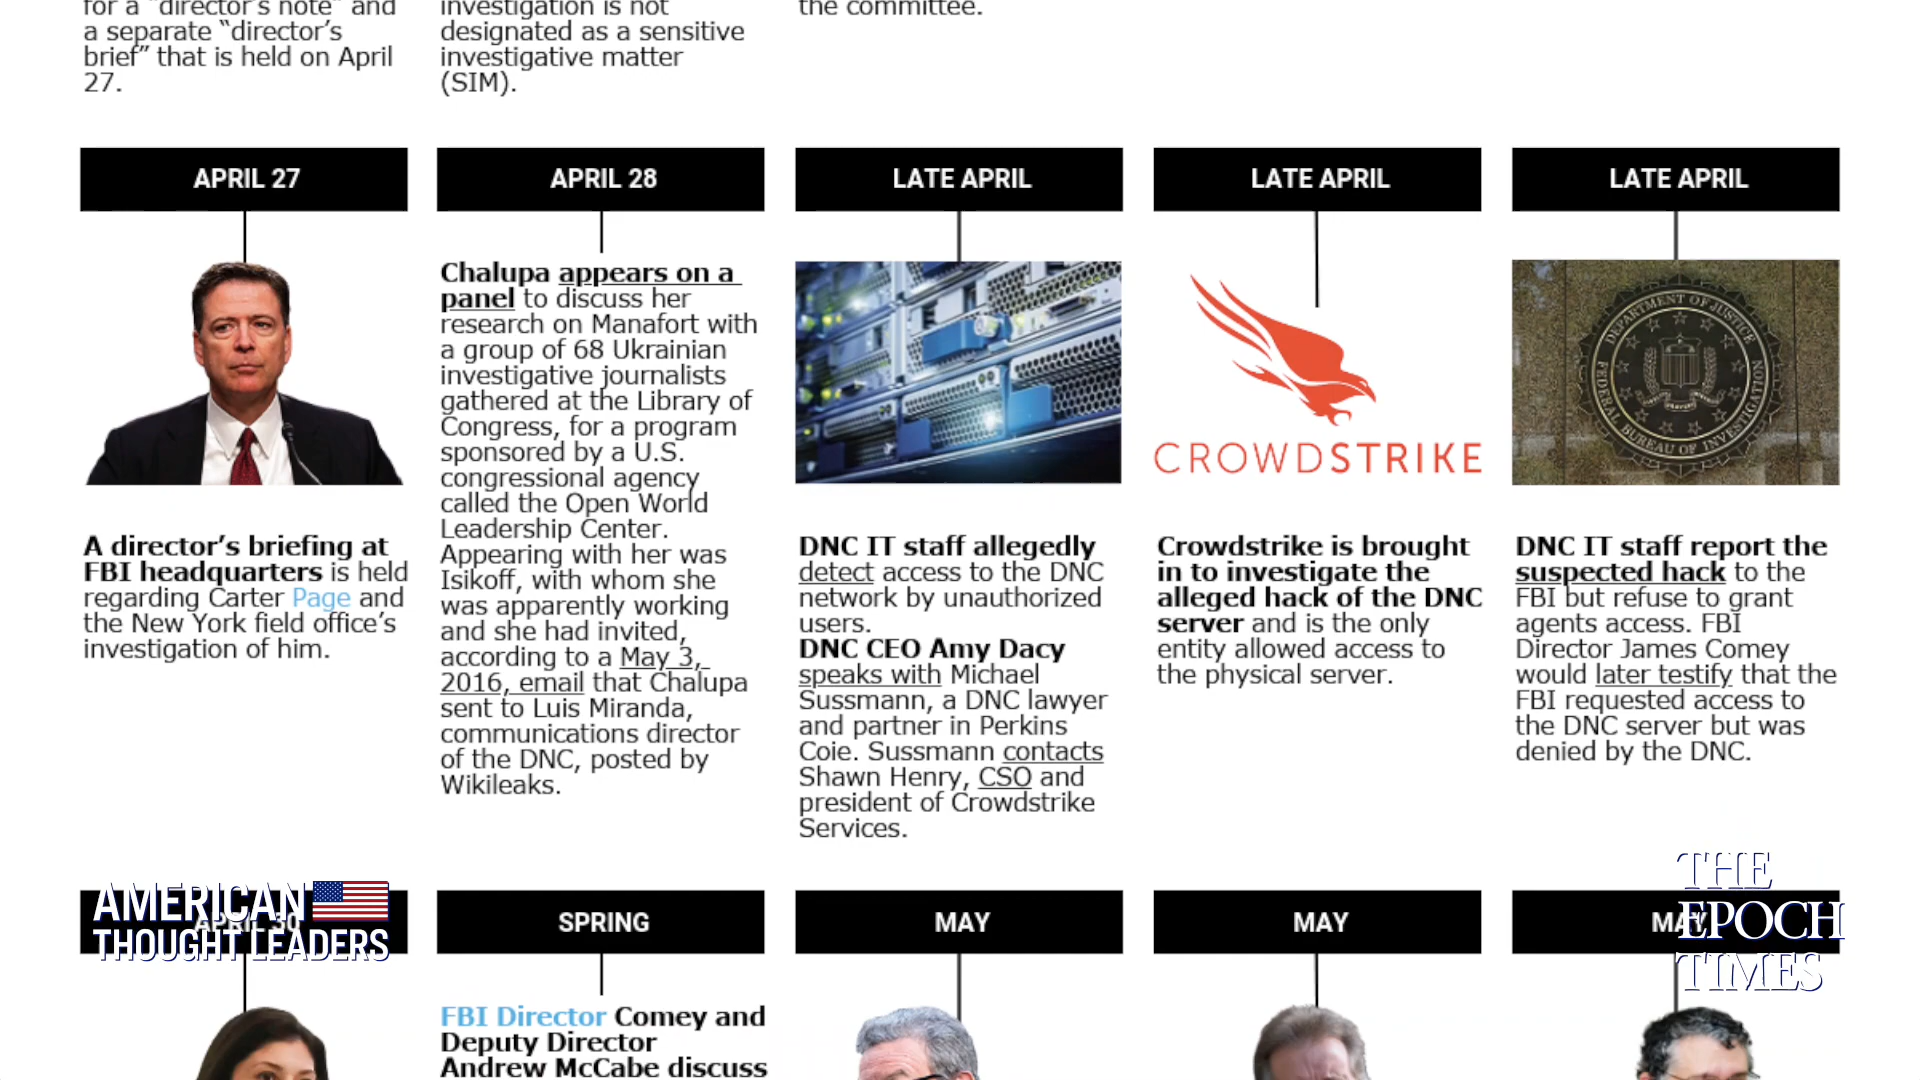 for a “director’s note” and
a separate “director’s
brief” that is held on April
27.
investigation is not
designated as a sensitive
investigative matter
(SIM).
the committee.
APRIL 27
APRIL 28
LATE APRIL
LATE APRIL
LATE APRIL
A director’s briefing at
FBI headquarters is held
regarding Carter Page and
the New York field office’s
investigation of him.
Chalupa appears on a
panel to discuss her
research on Manafort with
a group of 68 Ukrainian
investigative journalists
gathered at the Library of
Congress, for a program
sponsored by a U.S.
congressional agency
called the Open World
Leadership Center.
Appearing with her was
Isikoff, with whom she
was apparently working
and she had invited,
according to a May 3,
2016, email that Chalupa
sent to Luis Miranda,
communications director
of the DNC, posted by
Wikileaks.
DNC IT staff allegedly
detect access to the DNC
network by unauthorized
users.
DNC CEO Amy Dacy
speaks with Michael
Sussmann, a DNC lawyer
and partner in Perkins
Coie. Sussmann contacts
Shawn Henry, CSO and
president of Crowdstrike
Services.
CROWDSTRIKE
Crowdstrike is brought
in to investigate the
alleged hack of the DNC
server and is the only
entity allowed access to
the physical server.
DEPARTMENT OF JUSTICE
FEDERAL BUREAU OF INVESTIGATION
DNC IT staff report the
suspected hack to the
FBI but refuse to grant
agents access. FBI
Director James Comey
would later testify that the
FBI requested access to
the DNC server but was
denied by the DNC.
APRIL 30
SPRING
MAY
MAY
MAY
AMERICAN
THOUGHT LEADERS
THE
EPOCH
TIMES
FBI Director Comey and
Deputy Director
Andrew McCabe discuss